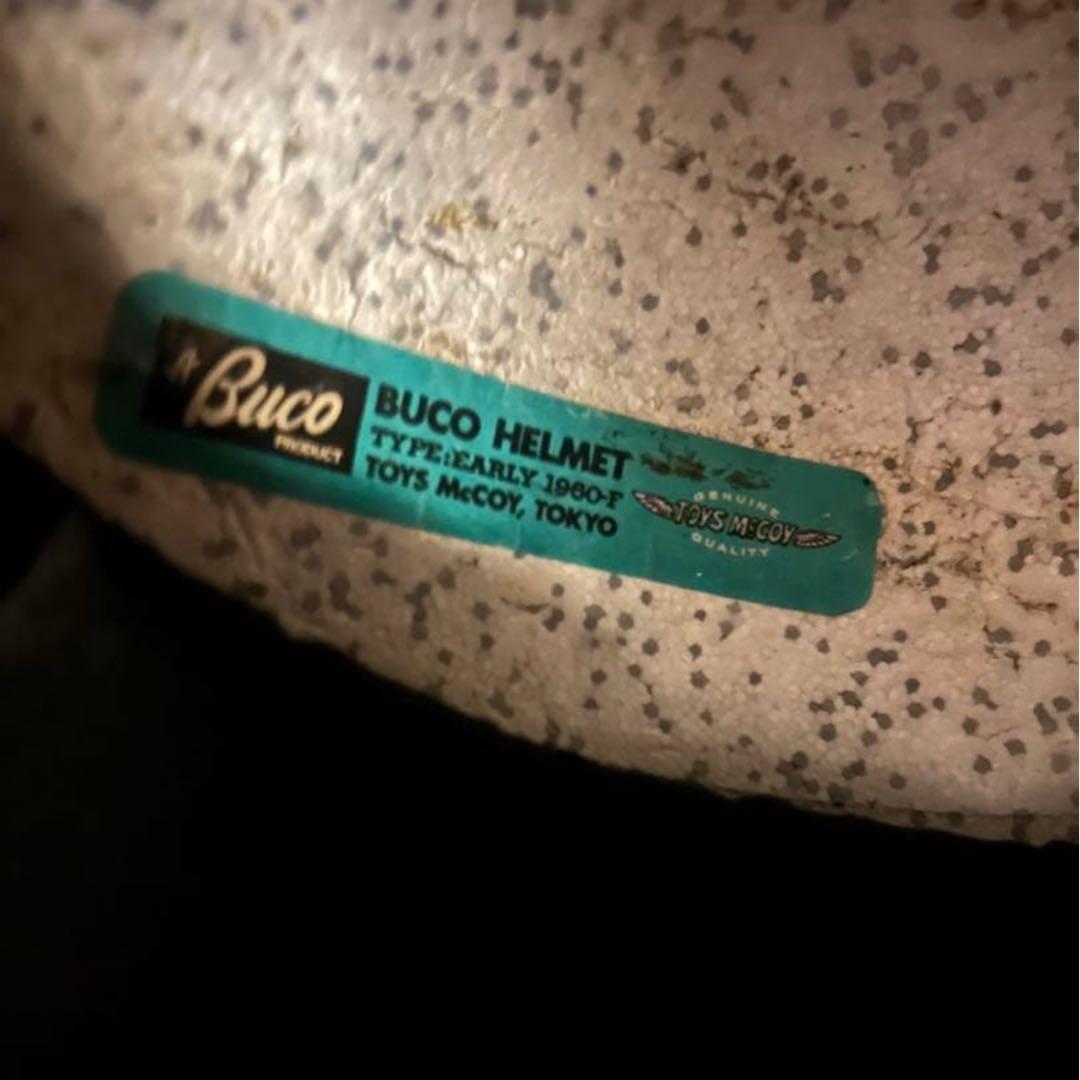 A
Buco
PRODUCT
BUCO HELMET
TYPE:EARLY 1960-F
TOYS McCOY, TOKYO
GENUINE
TOYS McCOY
QUALITY